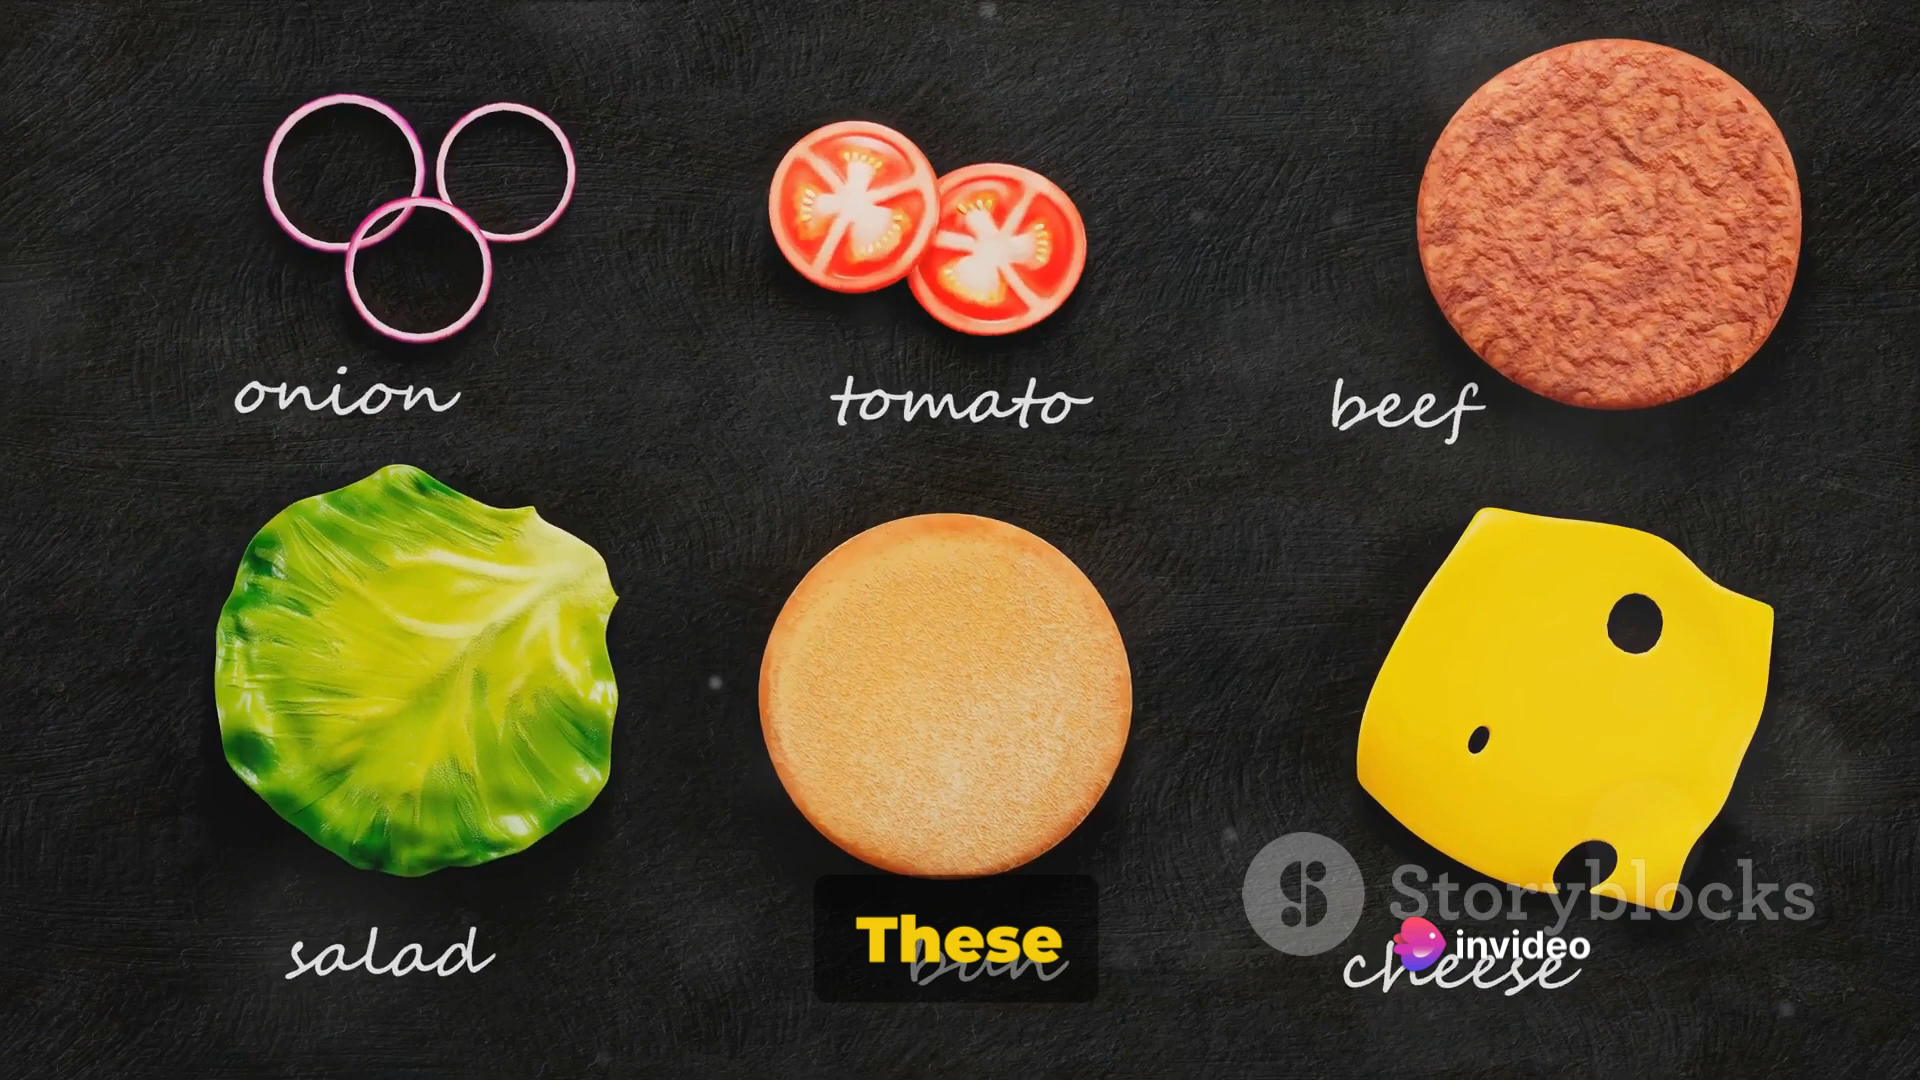 onion
tomato
beef
salad
These
bun
cheese
Storyblocks
invideo